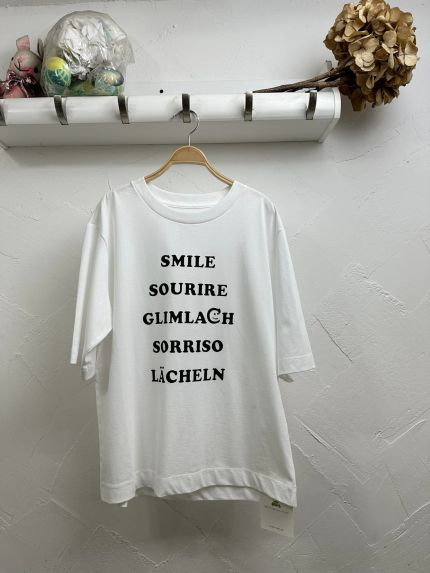 SMILE
SOURIRE
GLIMLACH
SORRISO
LÄCHELN